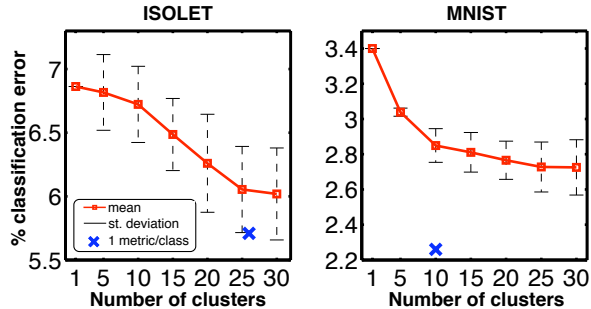 ISOLET
% classification error
7
6.5
6
5.5
mean
st. deviation
1 metric/class
1 5 10 15 20 25 30
Number of clusters
MNIST
3.4
3.2
3
2.8
2.6
2.4
2.2
1 5 10 15 20 25 30
Number of clusters